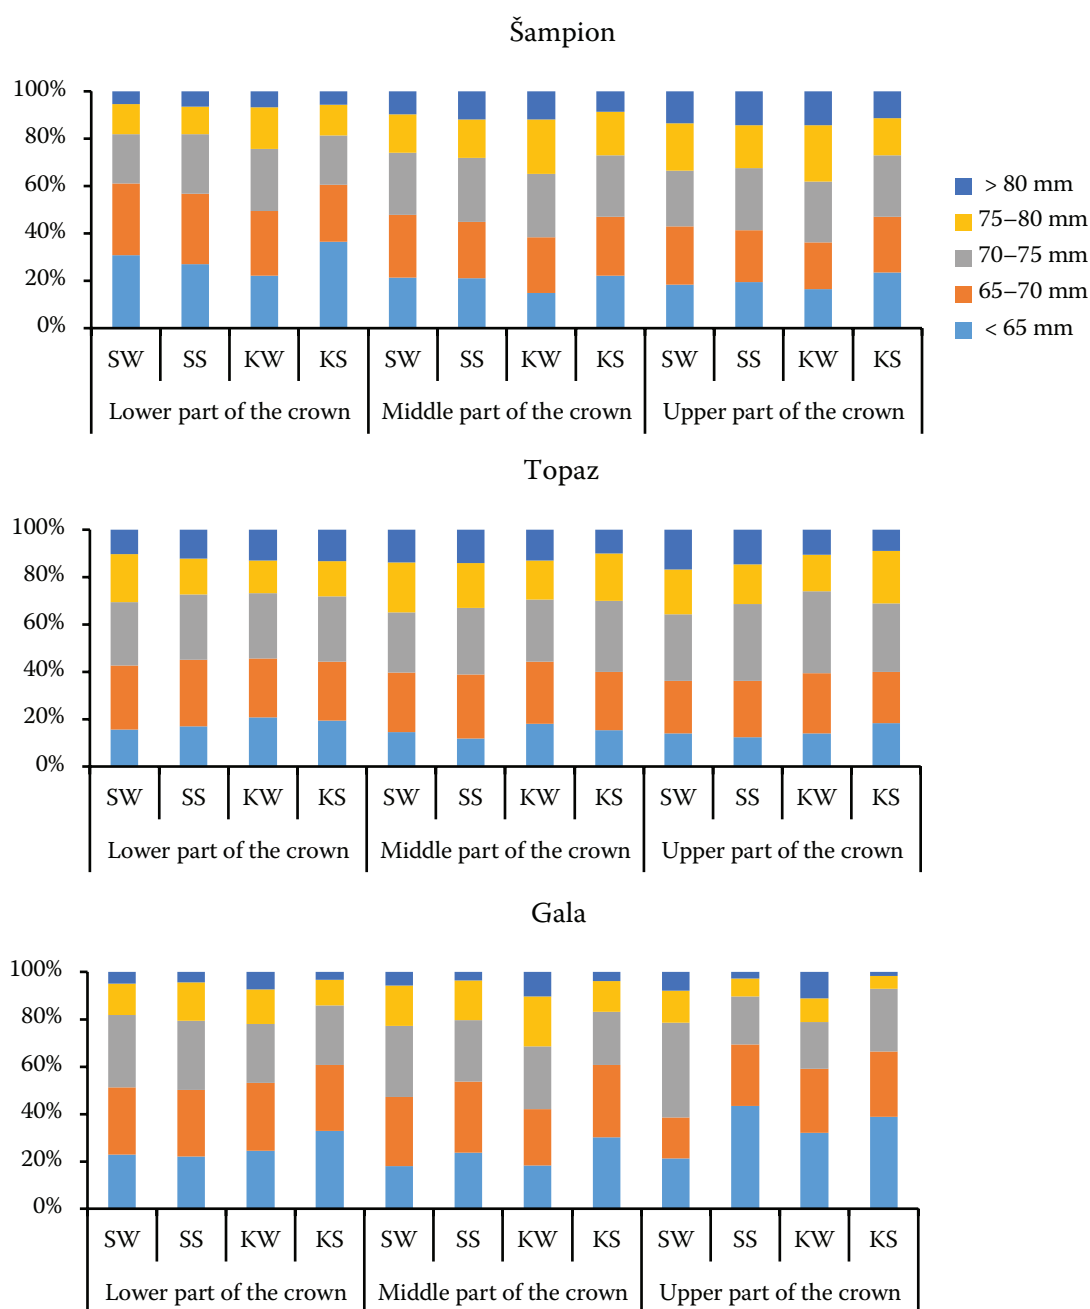 Šampion
100%
80%
60%
40%
20%
0%
SW SS KW KS SW SS KW KS SW SS KW KS
Lower part of the crown Middle part of the crown Upper part of the crown
> 80 mm
75–80 mm
70–75 mm
65–70 mm
< 65 mm
Topaz
100%
80%
60%
40%
20%
0%
SW SS KW KS SW SS KW KS SW SS KW KS
Lower part of the crown Middle part of the crown Upper part of the crown
Gala
100%
80%
60%
40%
20%
0%
SW SS KW KS SW SS KW KS SW SS KW KS
Lower part of the crown Middle part of the crown Upper part of the crown